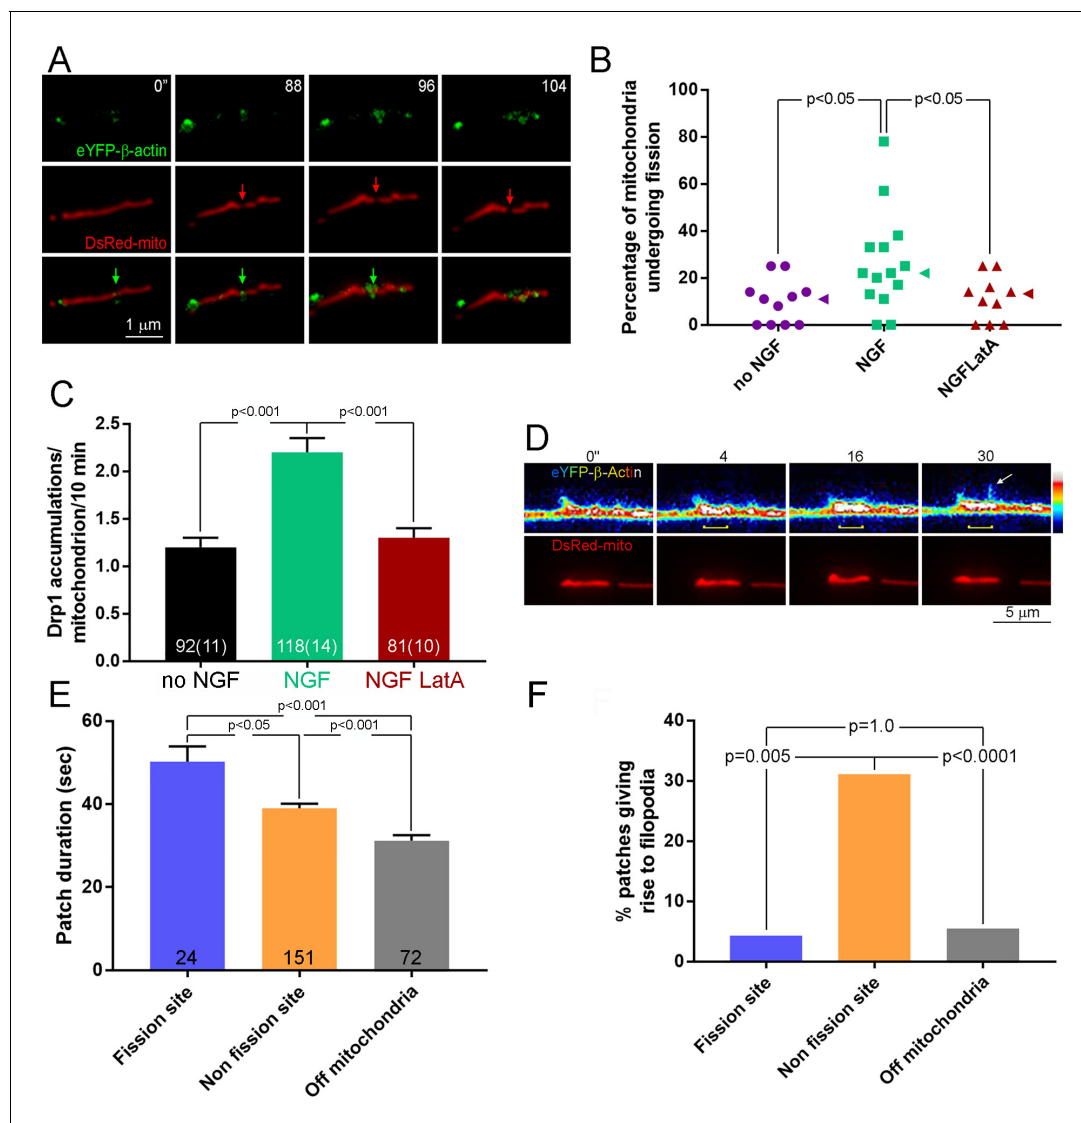 A
0"
88
96
104
eYFP-β-actin
DsRed-mito
1 μm
B
Percentage of mitochondria
undergoing fission
100
80
60
40
20
0
p<0.05
p<0.05
no NGF
NGF
NGFLatA
C
Drp1 accumulations/
mitochondrion/10 min
2.5
2.0
1.5
1.0
0.5
0.0
p<0.001
p<0.001
92(11)
118(14)
81(10)
no NGF
NGF
NGF LatA
D
0"
4
16
30
eYFP-β-Actin
DsRed-mito
5 μm
E
Patch duration (sec)
60
40
20
0
p<0.001
p<0.05
p<0.001
24
151
72
Fission site
Non fission site
Off mitochondria
F
F
% patches giving
rise to filopodia
40
30
20
10
0
p=1.0
p=0.005
p<0.0001
Fission site
Non fission site
Off mitochondria